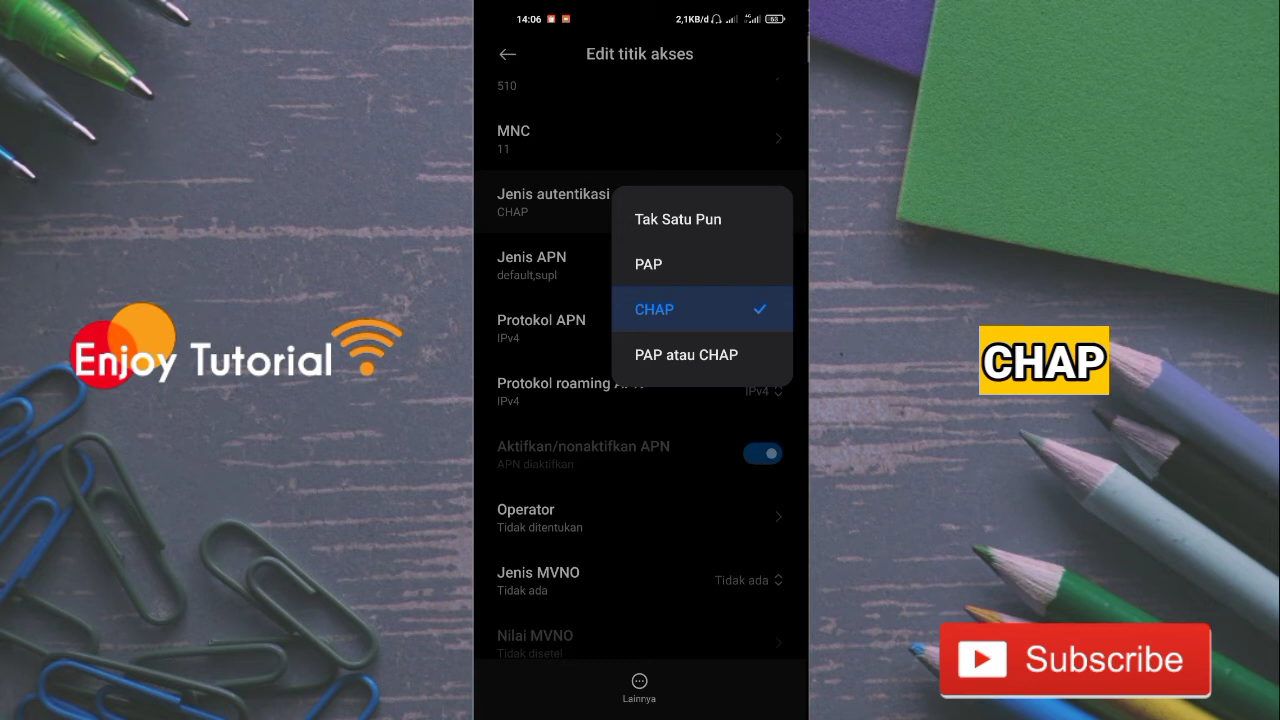 14:06
2,1KB/d
4G
63
Edit titik akses
510
MNC
11
Jenis autentikasi
CHAP
Tak Satu Pun
PAP
CHAP
PAP atau CHAP
Jenis APN
default,supl
Protokol APN
IPv4
Protokol roaming
IPv4
IPv4
Aktifkan/nonaktifkan APN
APN diaktifkan
Operator
Tidak ditentukan
Jenis MVNO
Tidak ada
Tidak ada
Nilai MVNO
Tidak disetel
Lainnya
Enjoy Tutorial
CHAP
Subscribe